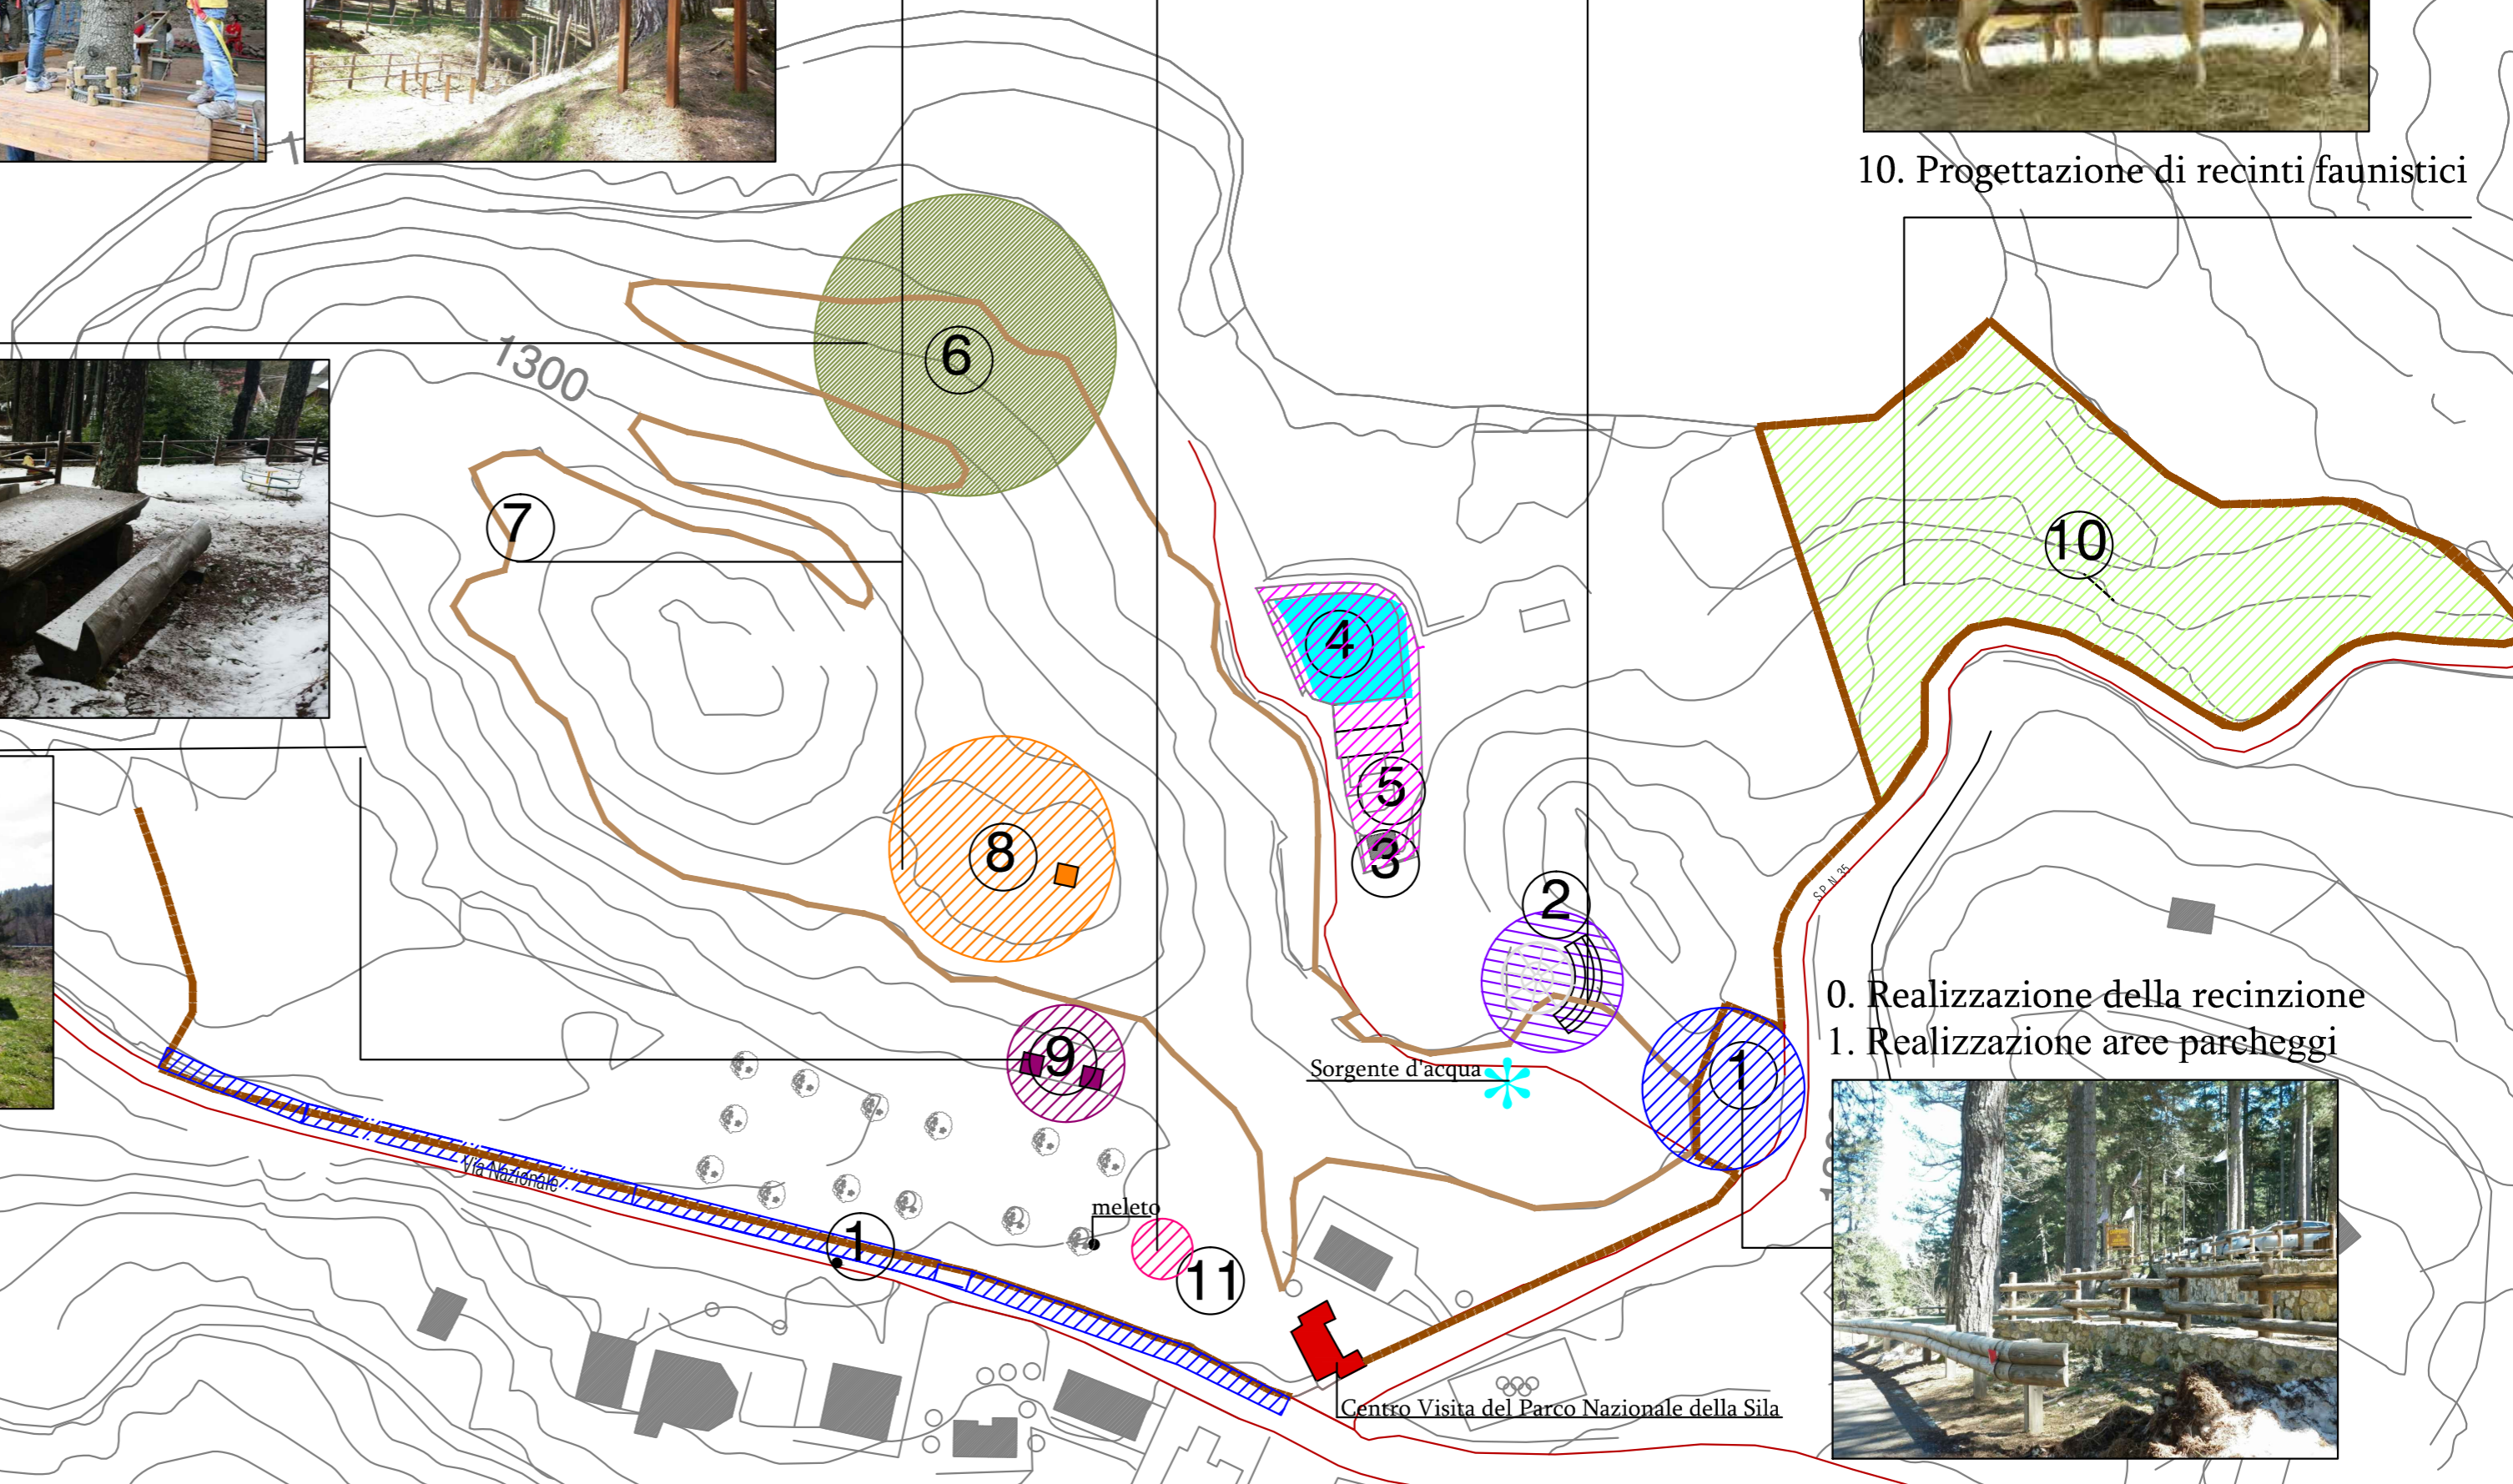 10. Progettazione di recinti faunistici
6
1300
7
10
4
5
8
3
S.P. N. 35
2
0. Realizzazione della recinzione
1. Realizzazione aree parcheggi
9
Sorgente d'acqua
1
Via Nazionale
meleto
1
11
Centro Visita del Parco Nazionale della Sila